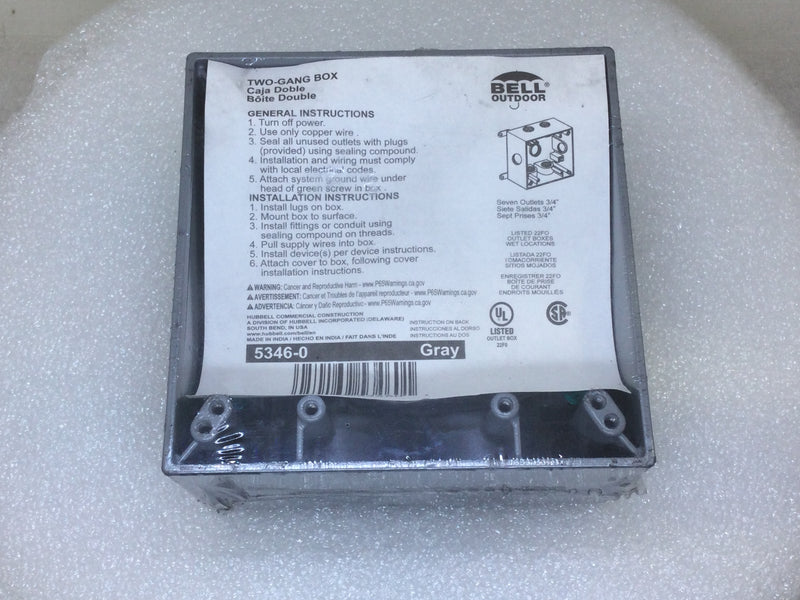 TWO-GANG BOX
Caja Doble
Bôite Double
GENERAL INSTRUCTIONS
1. Turn off power.
2. Use only copper wire .
3. Seal all unused outlets with plugs
(provided) using sealing compound.
4. Installation and wiring must comply
with local electrical codes.
5. Attach system ground wire under
head of green screw in box .
INSTALLATION INSTRUCTIONS
1. Install lugs on box.
2. Mount box to surface.
3. Install fittings or conduit using
sealing compound on threads.
4. Pull supply wires into box.
5. Install device(s) per device instructions.
6. Attach cover to box, following cover
installation instructions.
WARNING: Cancer and Reproductive Harm - www.P65Warnings.ca.gov
AVERTISSEMENT: Cancer et Troubles de l'appareil reproducteur - www.P65Warnings.ca.gov
ADVERTENCIA: Cáncer y Daño Reproductivo - www.P65Warnings.ca.gov
HUBBELL COMMERCIAL CONSTRUCTION
A DIVISION OF HUBBELL INCORPORATED (DELAWARE)
SOUTH BEND, IN USA
www.hubbell.com/bell/en
MADE IN INDIA / HECHO EN INDIA / FAIT DANS L'INDE
INSTRUCTION ON BACK
INSTRUCCIONES AL DORSO
INSTRUCTIONS AU DOS
5346-0 Gray
BELL
OUTDOOR
Seven Outlets 3/4"
Siete Salidas 3/4"
Sept Prises 3/4"
LISTED 22FO
OUTLET BOXES
WET LOCATIONS
LISTADA 22FO
TOMACORRIENTE
SITIOS MOJADOS
ENREGISTRER 22FO
BOÎTE DE PRISE
DE COURANT
ENDROITS MOUILLÉS
UL
LISTED
OUTLET BOX
22F0
SA